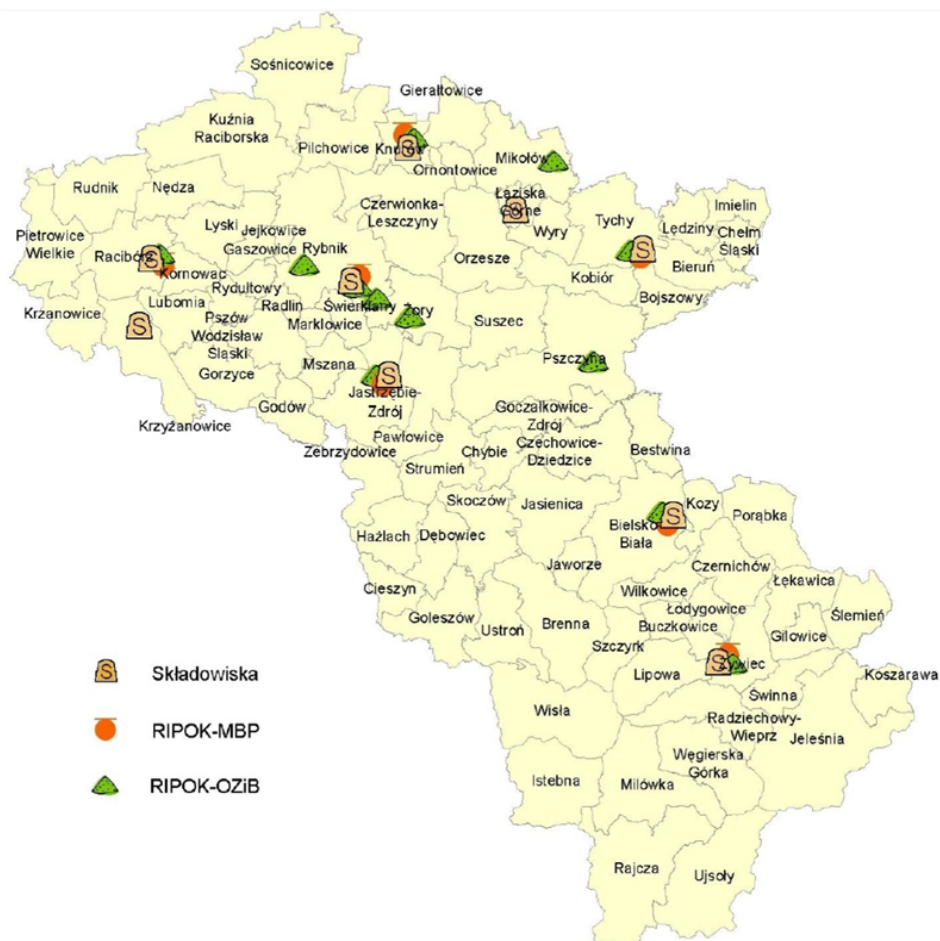 Sośnicowice
Gierałtowice
Kuźnia
Raciborska
Pilchowice
Knurów
Mikołów
Ornontowice
Rudnik
Nędza
Łaziska
Górne
Czerwionka-
Leszczyny
Imielin
Tychy
Lędziny
Chełm
Śląski
Lyski
Jejkowice
Wyry
Pietrowice
Wielkie
Gaszowice
Rybnik
Racibórz
Orzesze
Bieruń
Kornowac
Kobiór
Rydułtowy
Bojszowy
Lubomia
Radlin
Świerklany
Żory
Krzanowice
Pszów
Marklowice
Suszec
Wodzisław
Śląski
Mszana
Pszczyna
Gorzyce
Jastrzębie-
Zdrój
Godów
Goczałkowice-
Zdrój
Krzyżanowice
Pawłowice
Zebrzydowice
Chybie
Czechowice-
Dziedzice
Bestwina
Strumień
Skoczów
Jasienica
Kozy
Porąbka
Bielsko-
Biała
Hażlach
Dębowiec
Jaworze
Czernichów
Łękawica
Cieszyn
Wilkowice
Łodygowice
Ślemień
Goleszów
Ustroń
Brenna
Buczkowice
Gilowice
Szczyrk
Żywiec
Lipowa
Koszarawa
Składowiska
Świnna
Wisła
Radziechowy-
Wieprz
Jeleśnia
RIPOK-MBP
Węgierska
Górka
Istebna
Milówka
RIPOK-OZiB
Rajcza
Ujsoły
S
S
S
S
S
S
S
S
S
S